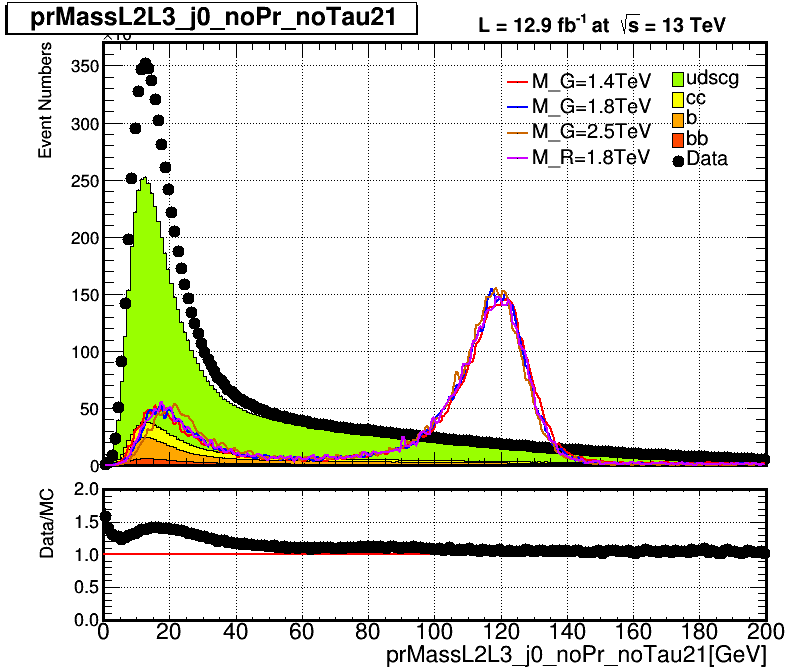 prMassL2L3_j0_noPr_noTau21
L = 12.9 fb-1 at √s = 13 TeV
Event Numbers
350
300
250
200
150
100
50
0
M_G=1.4TeV
M_G=1.8TeV
M_G=2.5TeV
M_R=1.8TeV
udscg
cc
b
bb
Data
Data/MC
2.0
1.5
1.0
0.5
0.0
0 20 40 60 80 100 120 140 160 180 200
prMassL2L3_j0_noPr_noTau21[GeV]